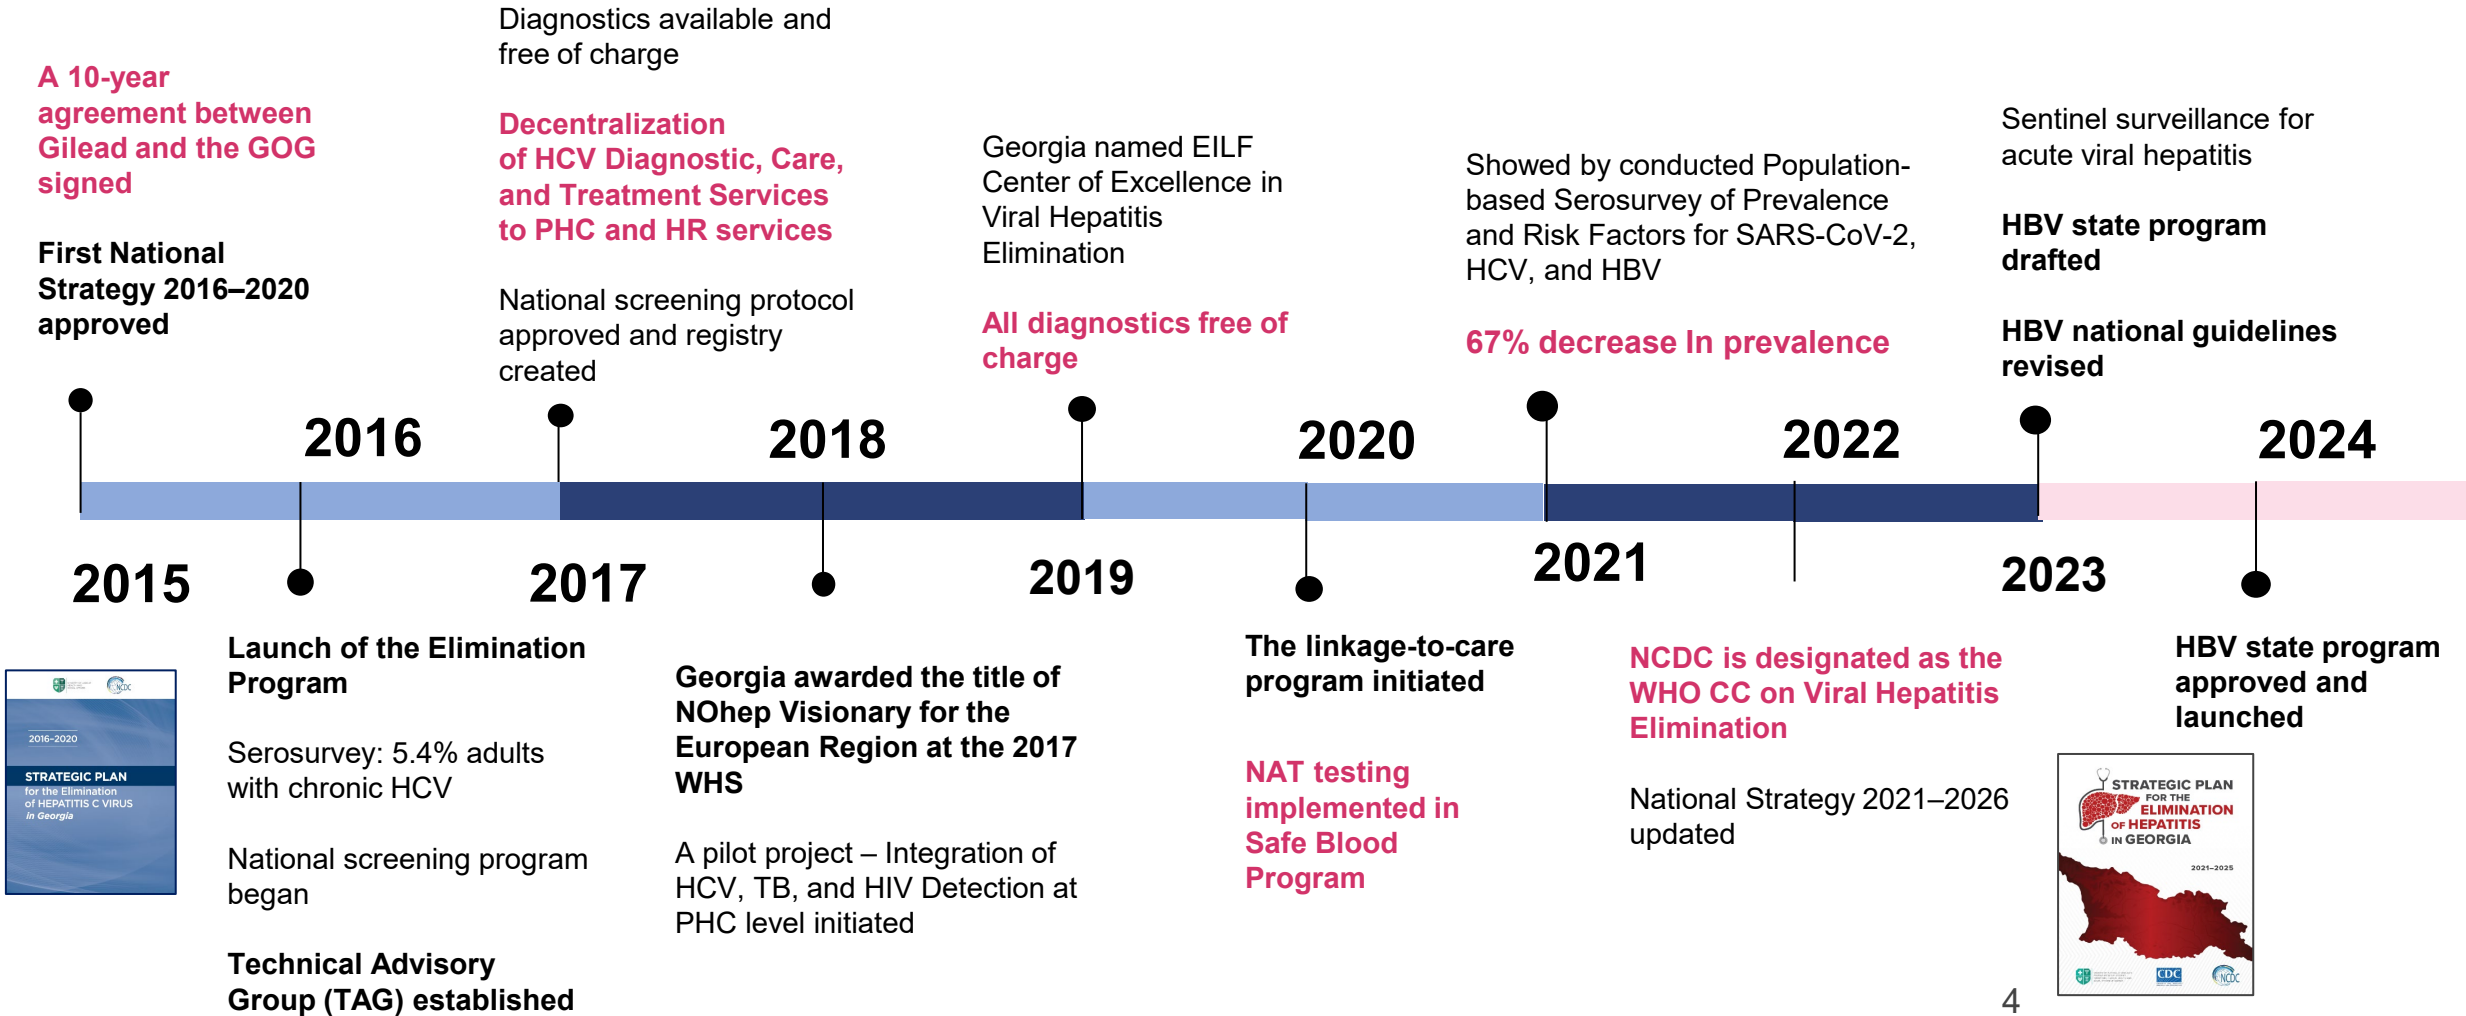 A 10-year
agreement between
Gilead and the GOG
signed
First National
Strategy 2016–2020
approved
Diagnostics available and
free of charge
Decentralization
of HCV Diagnostic, Care,
and Treatment Services
to PHC and HR services
National screening protocol
approved and registry
created
Georgia named EILF
Center of Excellence in
Viral Hepatitis
Elimination
All diagnostics free of
charge
Showed by conducted Population-
based Serosurvey of Prevalence
and Risk Factors for SARS-CoV-2,
HCV, and HBV
67% decrease In prevalence
Sentinel surveillance for
acute viral hepatitis
HBV state program
drafted
HBV national guidelines
revised
2016
2018
2020
2022
2024
2015
2017
2019
2021
2023
NCDC
2016–2020
STRATEGIC PLAN
for the Elimination
of HEPATITIS C VIRUS
in Georgia
Launch of the Elimination
Program
Serosurvey: 5.4% adults
with chronic HCV
National screening program
began
Technical Advisory
Group (TAG) established
Georgia awarded the title of
NOhep Visionary for the
European Region at the 2017
WHS
A pilot project – Integration of
HCV, TB, and HIV Detection at
PHC level initiated
The linkage-to-care
program initiated
NAT testing
implemented in
Safe Blood
Program
NCDC is designated as the
WHO CC on Viral Hepatitis
Elimination
National Strategy 2021–2026
updated
HBV state program
approved and
launched
STRATEGIC PLAN
FOR THE
ELIMINATION
OF HEPATITIS
IN GEORGIA
2021–2025
CDC
NCDC
4